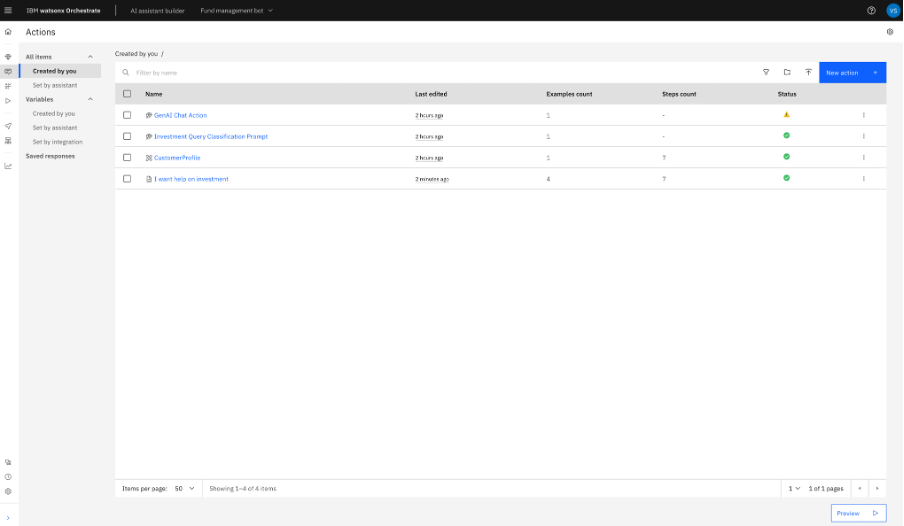 IBM watsonx Orchestrate
AI assistant builder
Fund management bot
VS
Actions
All items
Created by you
Set by assistant
Variables
Created by you
Set by assistant
Set by integration
Saved responses
Created by you /
Filter by name
New action +
Name Last edited Examples count Steps count Status
GenAI Chat Action 2 hours ago 1 -
Investment Query Classification Prompt 2 hours ago 1 -
CustomerProfile 2 hours ago 1 7
I want help on investment 2 minutes ago 4 7
Items per page: 50 Showing 1–4 of 4 items 1 1 of 1 pages
Preview